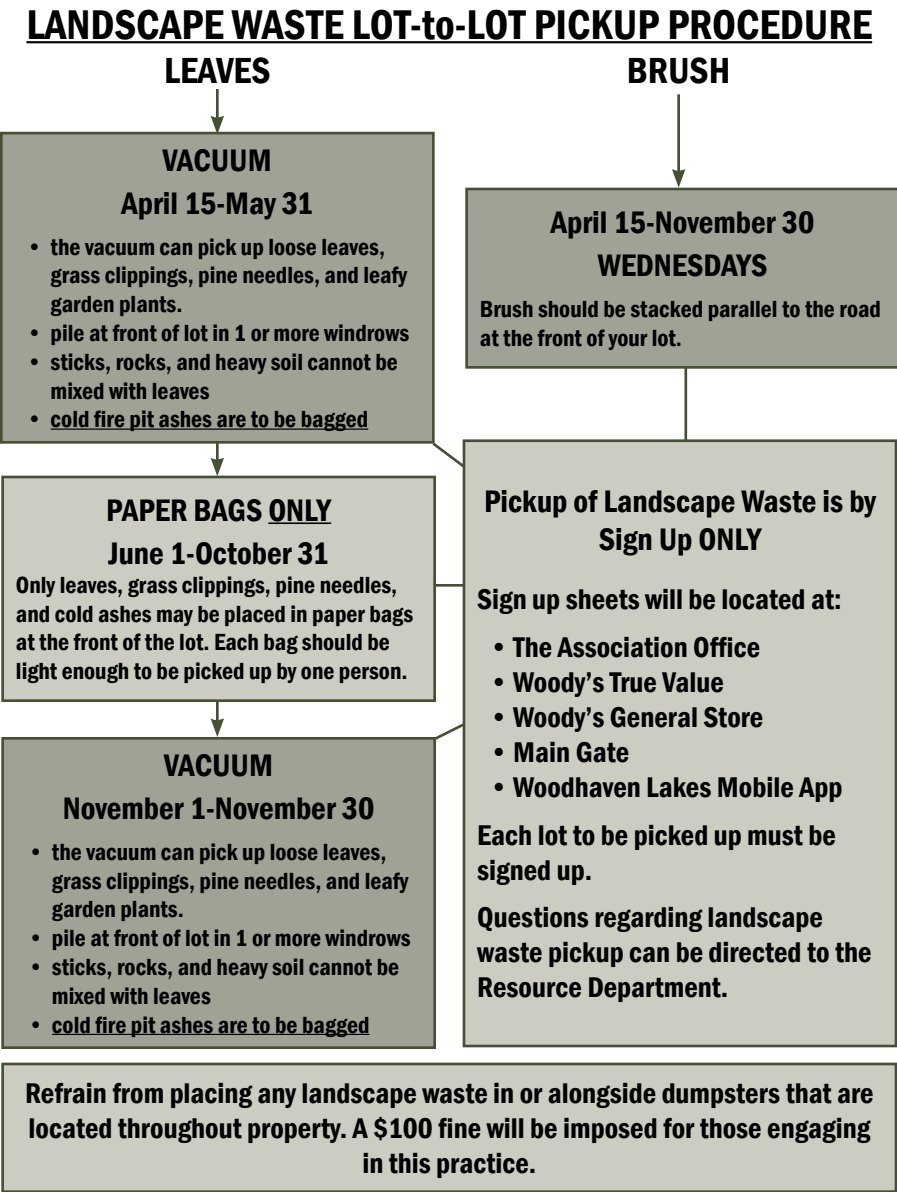 LANDSCAPE WASTE LOT-to-LOT PICKUP PROCEDURE
LEAVES
VACUUM
April 15-May 31
• the vacuum can pick up loose leaves,
grass clippings, pine needles, and leafy
garden plants.
• pile at front of lot in 1 or more windrows
• sticks, rocks, and heavy soil cannot be
mixed with leaves
• cold fire pit ashes are to be bagged
PAPER BAGS ONLY
June 1-October 31
Only leaves, grass clippings, pine needles,
and cold ashes may be placed in paper bags
at the front of the lot. Each bag should be
light enough to be picked up by one person.
VACUUM
November 1-November 30
• the vacuum can pick up loose leaves,
grass clippings, pine needles, and leafy
garden plants.
• pile at front of lot in 1 or more windrows
• sticks, rocks, and heavy soil cannot be
mixed with leaves
• cold fire pit ashes are to be bagged
BRUSH
April 15-November 30
WEDNESDAYS
Brush should be stacked parallel to the road
at the front of your lot.
Pickup of Landscape Waste is by
Sign Up ONLY
Sign up sheets will be located at:
• The Association Office
• Woody’s True Value
• Woody’s General Store
• Main Gate
• Woodhaven Lakes Mobile App
Each lot to be picked up must be
signed up.
Questions regarding landscape
waste pickup can be directed to the
Resource Department.
Refrain from placing any landscape waste in or alongside dumpsters that are
located throughout property. A $100 fine will be imposed for those engaging
in this practice.